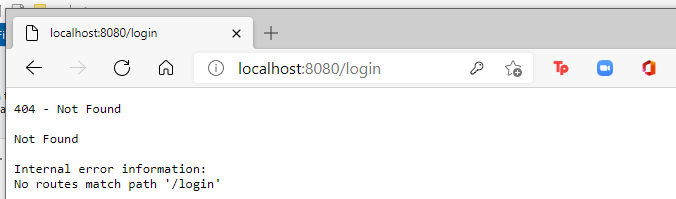 localhost:8080/login
localhost:8080/login
Tp
404 - Not Found
Not Found
Internal error information:
No routes match path '/login'